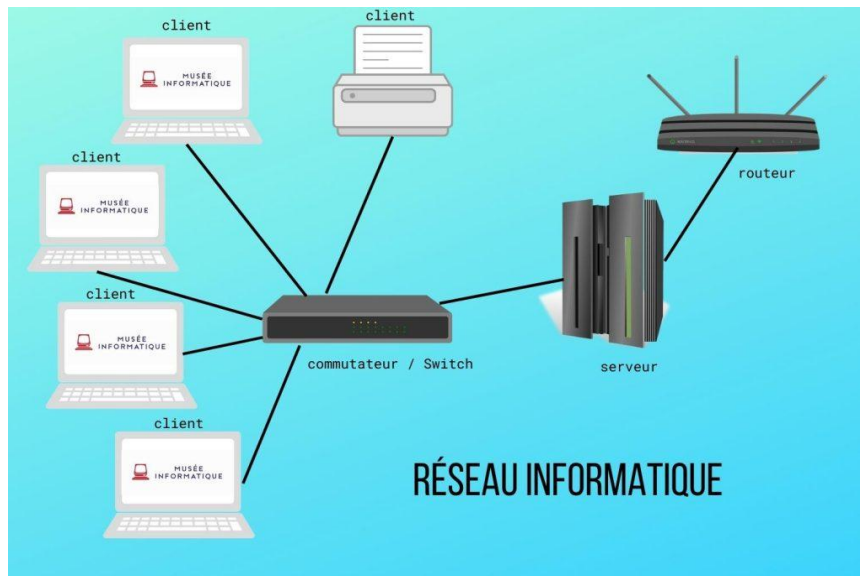 client
client
MUSÉE
INFORMATIQUE
client
MUSÉE
INFORMATIQUE
routeur
client
MUSÉE
INFORMATIQUE
commutateur / Switch
serveur
client
MUSÉE
INFORMATIQUE
RÉSEAU INFORMATIQUE